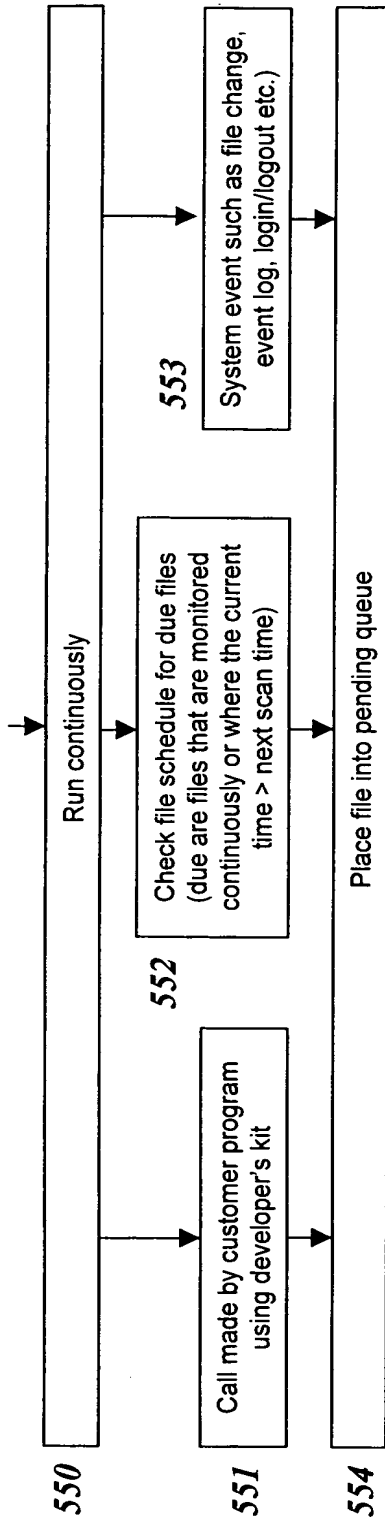 550
Run continuously
551
Call made by customer program
using developer's kit
552
Check file schedule for due files
(due are files that are monitored
continuously or where the current
time > next scan time)
553
System event such as file change,
event log, login/logout etc.
554
Place file into pending queue